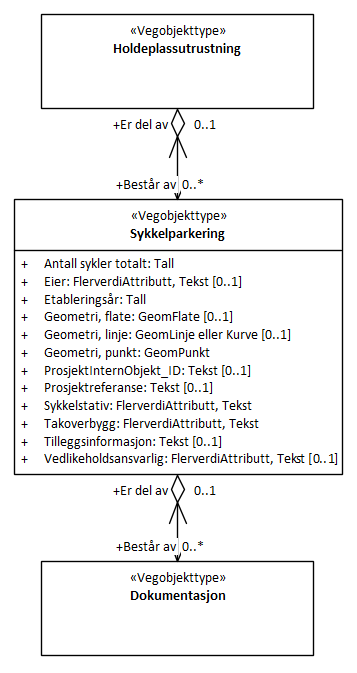 «Vegobjekttype»
Holdeplassutrustning
+Er del av 0..1
+Består av 0..*
«Vegobjekttype»
Sykkelparkering
+ Antall sykler totalt: Tall
+ Eier: FlerverdiAttributt, Tekst [0..1]
+ Etableringsår: Tall
+ Geometri, flate: GeomFlate [0..1]
+ Geometri, linje: GeomLinje eller Kurve [0..1]
+ Geometri, punkt: GeomPunkt
+ ProsjektInternObjekt_ID: Tekst [0..1]
+ Prosjektreferanse: Tekst [0..1]
+ Sykkelstativ: FlerverdiAttributt, Tekst
+ Takoverbygg: FlerverdiAttributt, Tekst
+ Tilleggsinformasjon: Tekst [0..1]
+ Vedlikeholdsansvarlig: FlerverdiAttributt, Tekst [0..1]
+Er del av 0..1
+Består av 0..*
«Vegobjekttype»
Dokumentasjon